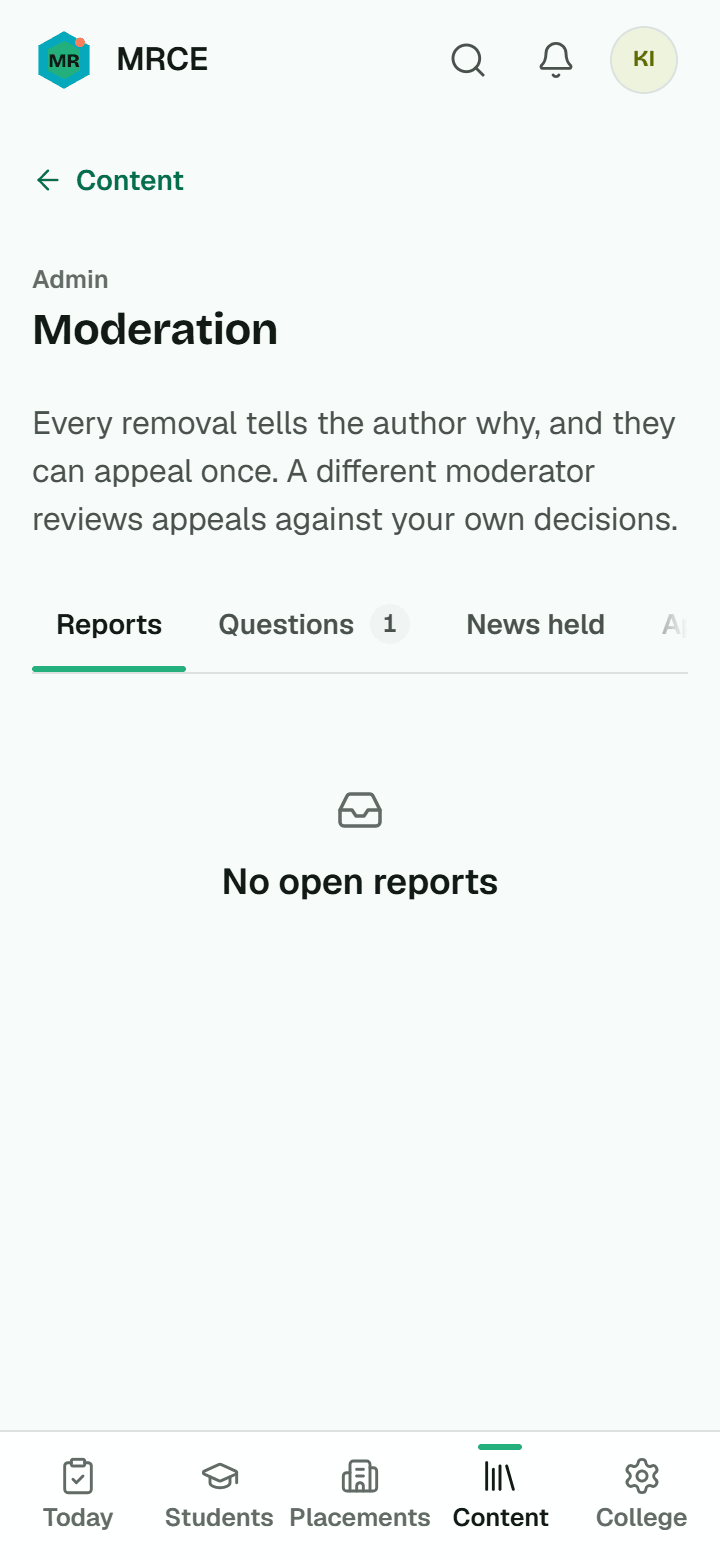 MR
MRCE
KI
Content
Admin
Moderation
Every removal tells the author why, and they
can appeal once. A different moderator
reviews appeals against your own decisions.
Reports
Questions 1
News held
No open reports
Today
Students
Placements
Content
College